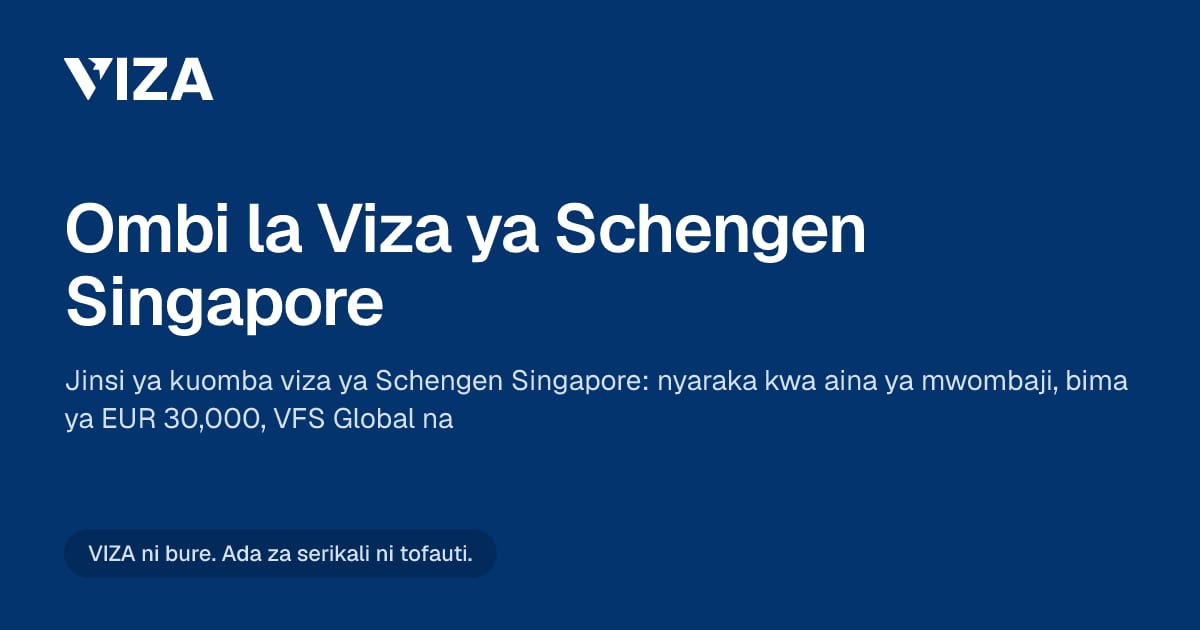 VIZA
Ombi la Viza ya Schengen
Singapore
Jinsi ya kuomba viza ya Schengen Singapore: nyaraka kwa aina ya mwombaji, bima
ya EUR 30,000, VFS Global na
VIZA ni bure. Ada za serikali ni tofauti.